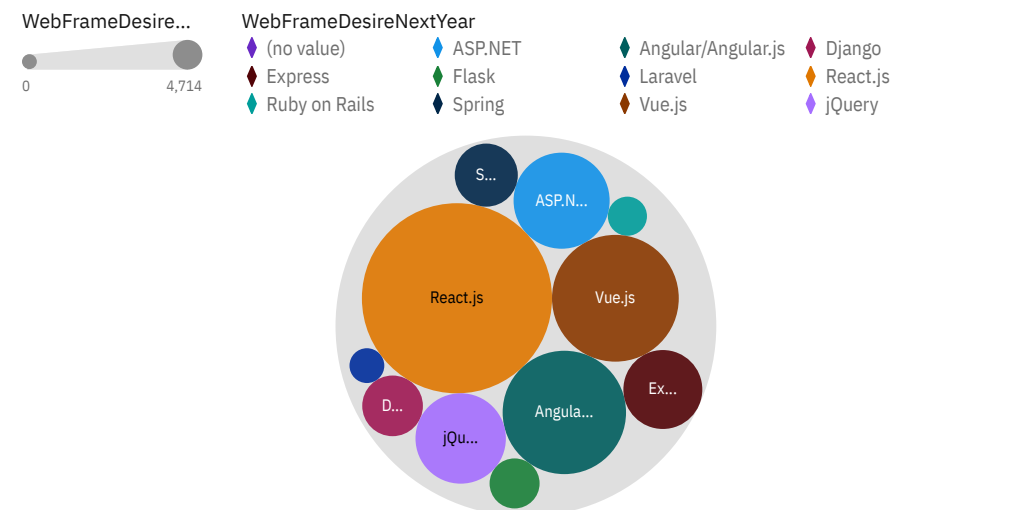 WebFrameDesire... WebFrameDesireNextYear
(no value) ASP.NET Angular/Angular.js Django
Express Flask Laravel React.js
0 4,714
Ruby on Rails Spring Vue.js jQuery
S...
ASP.N...
React.js Vue.js
Ex...
D... Angula...
jQu...